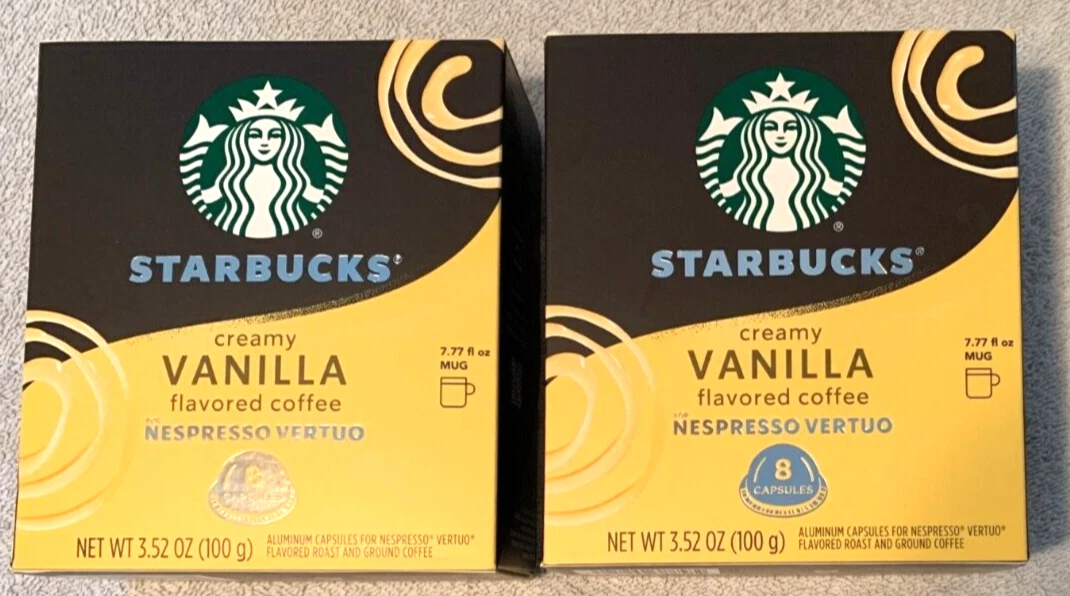 STARBUCKS®
creamy
VANILLA
flavored coffee
7.77 fl oz
MUG
NESPRESSO VERTUO
8
CAPSULES
NET WT 3.52 OZ (100 g)
ALUMINUM CAPSULES FOR NESPRESSO® VERTUO®
FLAVORED ROAST AND GROUND COFFEE
STARBUCKS®
creamy
VANILLA
flavored coffee
7.77 fl oz
MUG
NESPRESSO VERTUO
8
CAPSULES
NET WT 3.52 OZ (100 g)
ALUMINUM CAPSULES FOR NESPRESSO® VERTUO®
FLAVORED ROAST AND GROUND COFFEE